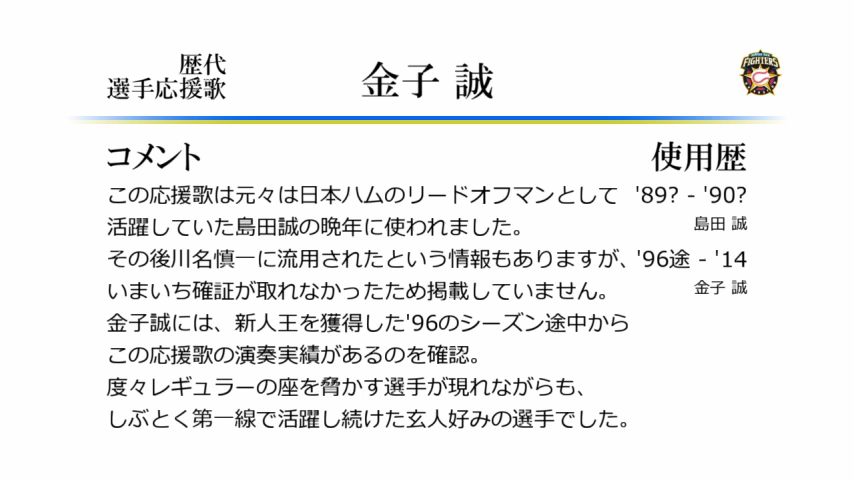 歴代
選手応援歌
金子 誠
FIGHTERS
コメント
使用歴
この応援歌は元々は日本ハムのリードオフマンとして
'89? - '90?
活躍していた島田誠の晩年に使われました。
島田 誠
その後川名慎一に流用されたという情報もありますが、
'96途 - '14
いまいち確証が取れなかったため掲載していません。
金子 誠
金子誠には、新人王を獲得した'96のシーズン途中から
この応援歌の演奏実績があるのを確認。
度々レギュラーの座を脅かす選手が現れながらも、
しぶとく第一線で活躍し続けた玄人好みの選手でした。